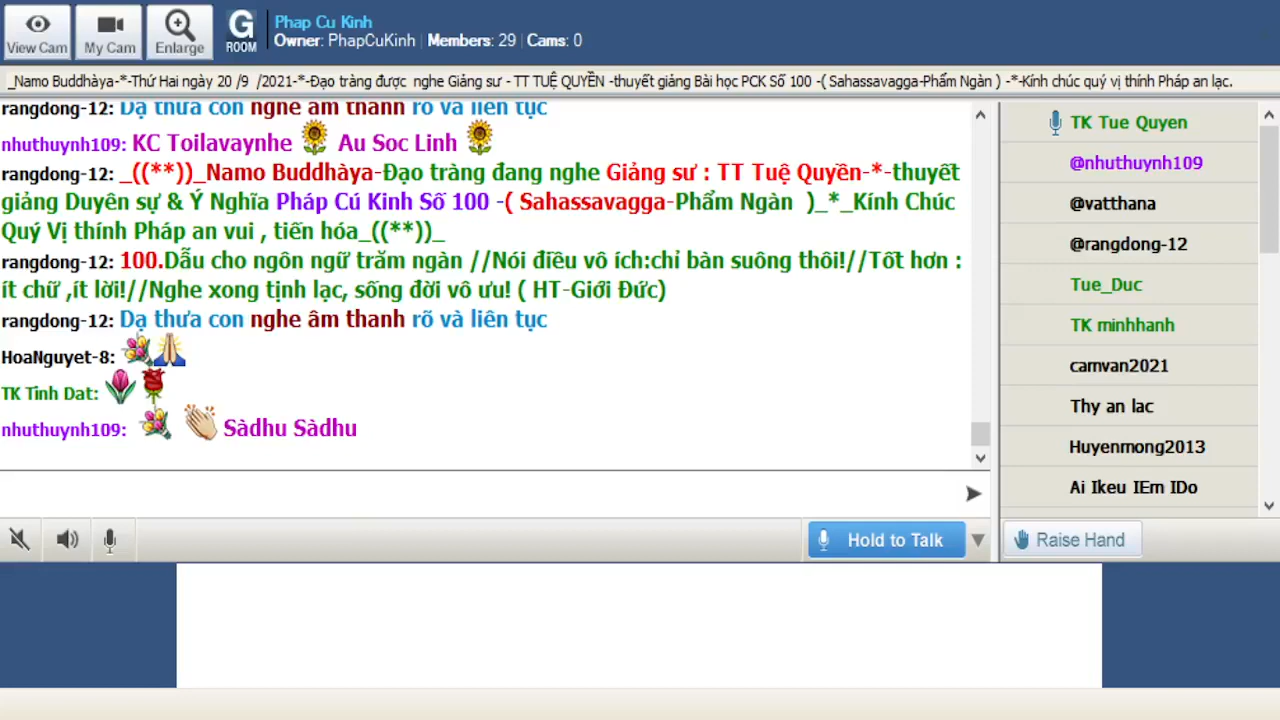 View Cam
My Cam
Enlarge
G
ROOM
Phap Cu Kinh
Owner: PhapCuKinh | Members: 29 | Cams: 0
_Namo Buddhàya-*-Thứ Hai ngày 20 /9 /2021-*-Đạo tràng được nghe Giảng sư - TT TUỆ QUYỀN -thuyết giảng Bài học PCK Số 100 -( Sahassavagga-Phẩm Ngàn ) -*-Kính chúc quý vị thính Pháp an lạc.
rangdong-12: Dạ thưa con nghe âm thanh rõ và liên tục
nhuthuynh109: KC Toilavaynhe Au Soc Linh
rangdong-12: _((**))_Namo Buddhàya-Đạo tràng đang nghe Giảng sư : TT Tuệ Quyền-*-thuyết
giảng Duyên sự & Ý Nghĩa Pháp Cú Kinh Số 100 -( Sahassavagga-Phẩm Ngàn )_*_Kính Chúc
Quý Vị thính Pháp an vui , tiến hóa_((**))_
rangdong-12: 100.Dẫu cho ngôn ngữ trăm ngàn //Nói điều vô ích:chỉ bàn suông thôi!//Tốt hơn :
ít chữ ,ít lời!//Nghe xong tịnh lạc, sống đời vô ưu! ( HT-Giới Đức)
rangdong-12: Dạ thưa con nghe âm thanh rõ và liên tục
HoaNguyet-8:
TK Tinh Dat:
nhuthuynh109: Sàdhu Sàdhu
TK Tue Quyen
@nhuthuynh109
@vatthana
@rangdong-12
Tue_Duc
TK minhhanh
camvan2021
Thy an lac
Huyenmong2013
Ai Ikeu IEm IDo
Hold to Talk
Raise Hand